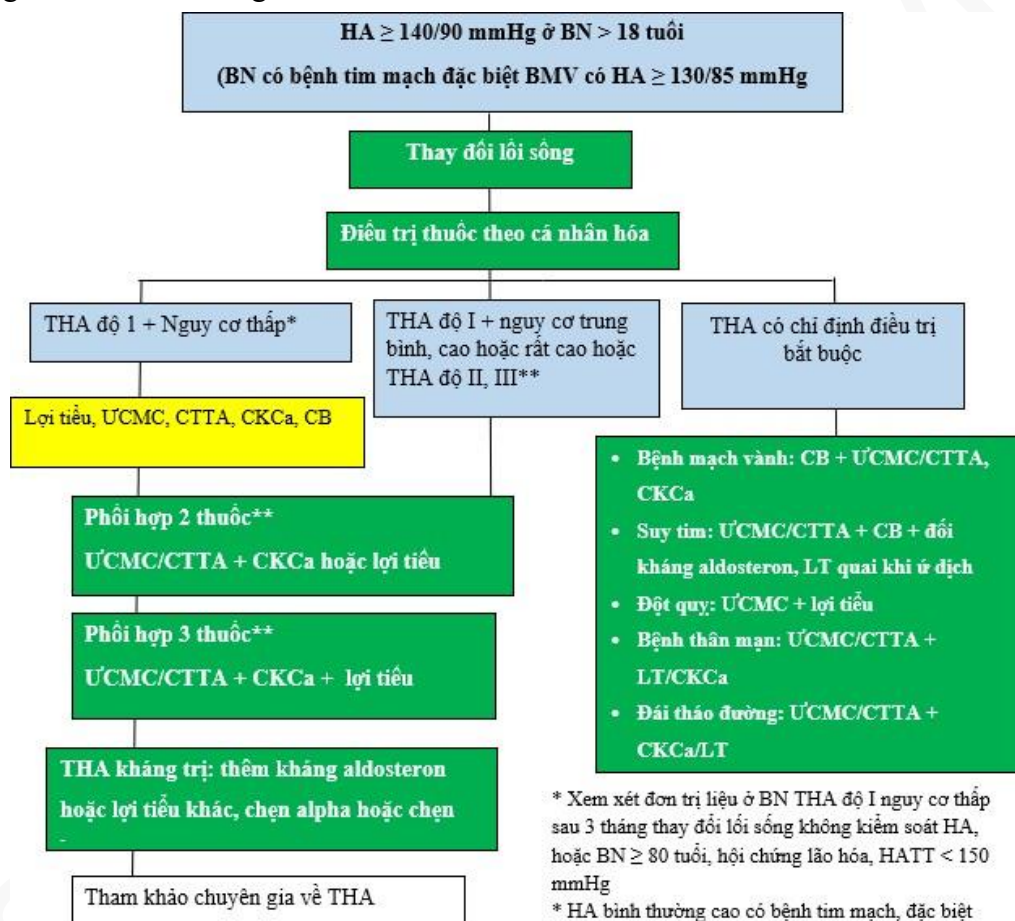 HA ≥ 140/90 mmHg ở BN > 18 tuổi
(BN có bệnh tim mạch đặc biệt BMV có HA ≥ 130/85 mmHg
Thay đổi lối sống
Điều trị thuốc theo cá nhân hóa
THA độ 1 + Nguy cơ thấp*
THA độ I + nguy cơ trung
bình, cao hoặc rất cao hoặc
THA độ II, III**
THA có chỉ định điều trị
bắt buộc
Lợi tiểu, ƯCMC, CTTA, CKCa, CB
Phối hợp 2 thuốc**
ƯCMC/CTTA + CKCa hoặc lợi tiểu
Phối hợp 3 thuốc**
ƯCMC/CTTA + CKCa + lợi tiểu
THA kháng trị: thêm kháng aldosteron
hoặc lợi tiểu khác, chẹn alpha hoặc chẹn
Tham khảo chuyên gia về THA
• Bệnh mạch vành: CB + ƯCMC/CTTA,
CKCa
• Suy tim: ƯCMC/CTTA + CB + đối
kháng aldosteron, LT quai khi ứ dịch
• Đột quỵ: ƯCMC + lợi tiểu
• Bệnh thân mạn: ƯCMC/CTTA +
LT/CKCa
• Đái tháo đường: ƯCMC/CTTA +
CKCa/LT
* Xem xét đơn trị liệu ở BN THA độ I nguy cơ thấp
sau 3 tháng thay đổi lối sống không kiểm soát HA,
hoặc BN ≥ 80 tuổi, hội chứng lão hóa, HATT < 150
mmHg
* HA bình thường cao có bệnh tim mạch, đặc biệt